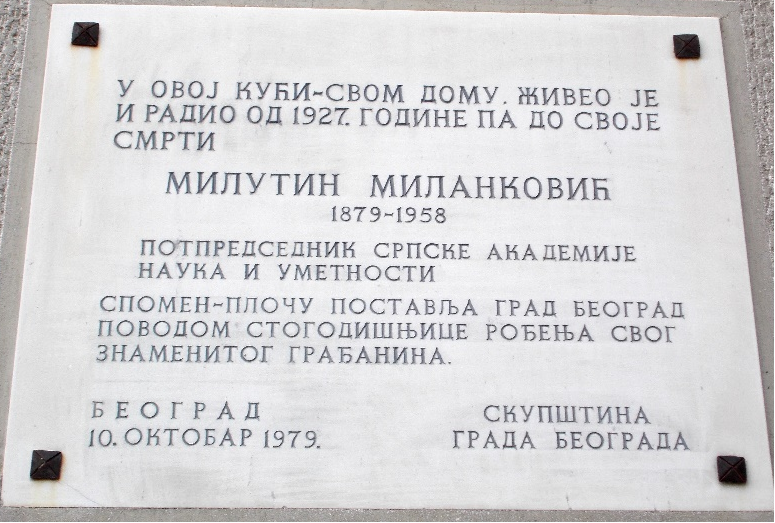 У ОВОЈ КУЋИ-СВОМ ДОМУ. ЖИВЕО ЈЕ
И РАДИО ОД 1927. ГОДИНЕ ПА ДО СВОЈЕ
СМРТИ
МИЛУТИН МИЛАНКОВИЋ
1879-1958
ПОТПРЕДСЕДНИК СРПСКЕ АКАДЕМИЈЕ
НАУКА И УМЕТНОСТИ
СПОМЕН-ПЛОЧУ ПОСТАВЉА ГРАД БЕОГРАД
ПОВОДОМ СТОГОДИШЊИЦЕ РОЂЕЊА СВОГ
ЗНАМЕНИТОГ ГРАЂАНИНА.
БЕОГРАД
10. ОКТОБАР 1979.
СКУПШТИНА
ГРАДА БЕОГРАДА